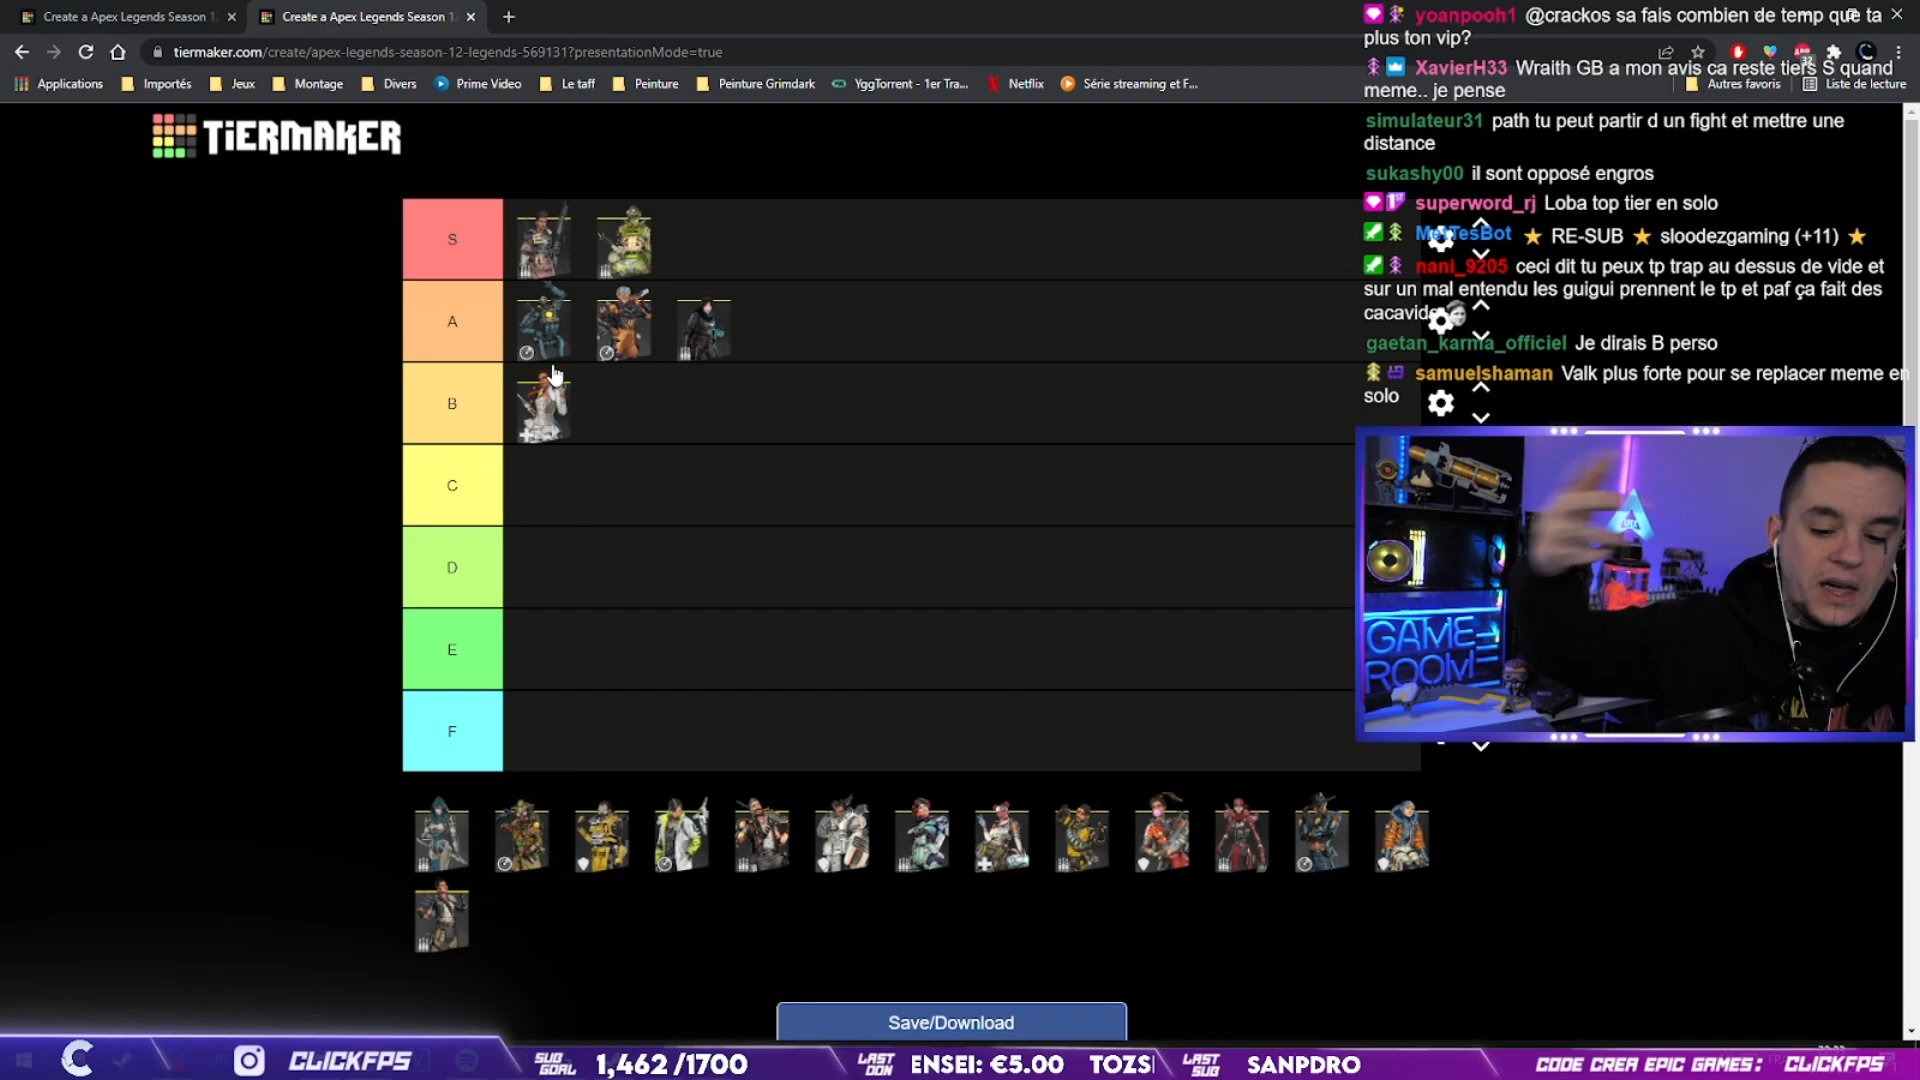 Create a Apex Legends Season 1
Create a Apex Legends Season 1
tiermaker.com/create/apex-legends-season-12-legends-569131?presentationMode=true
Applications
Importés
Jeux
Montage
Divers
Prime Video
Le taff
Peinture
Peinture Grimdark
YggTorrent - 1er Tra...
Netflix
Série streaming et F...
Autres favoris
Liste de lecture
TiERMAKER
S
A
B
C
D
E
F
yoanpooh1 @crackos sa fais combien de temp que ta
plus ton vip?
XavierH33 Wraith GB a mon avis ca reste tiers S quand
meme.. je pense
simulateur31 path tu peut partir d un fight et mettre une
distance
sukashy00 il sont opposé engros
superword_rj Loba top tier en solo
MetTesBot ★ RE-SUB ★ sloodezgaming (+11) ★
nani_9205 ceci dit tu peux tp trap au dessus de vide et
sur un mal entendu les guigui prennent le tp et paf ça fait des
cacavide
gaetan_karma_officiel Je dirais B perso
samuelshaman Valk plus forte pour se replacer meme en
solo
GAME
ROOM
Save/Download
CLICKFPS
SUB GOAL
1,462 /1700
LAST DON
ENSEI: €5.00
TOZS
LAST SUB
SANPDRO
CODE CREA EPIC GAMES: CLICKFPS